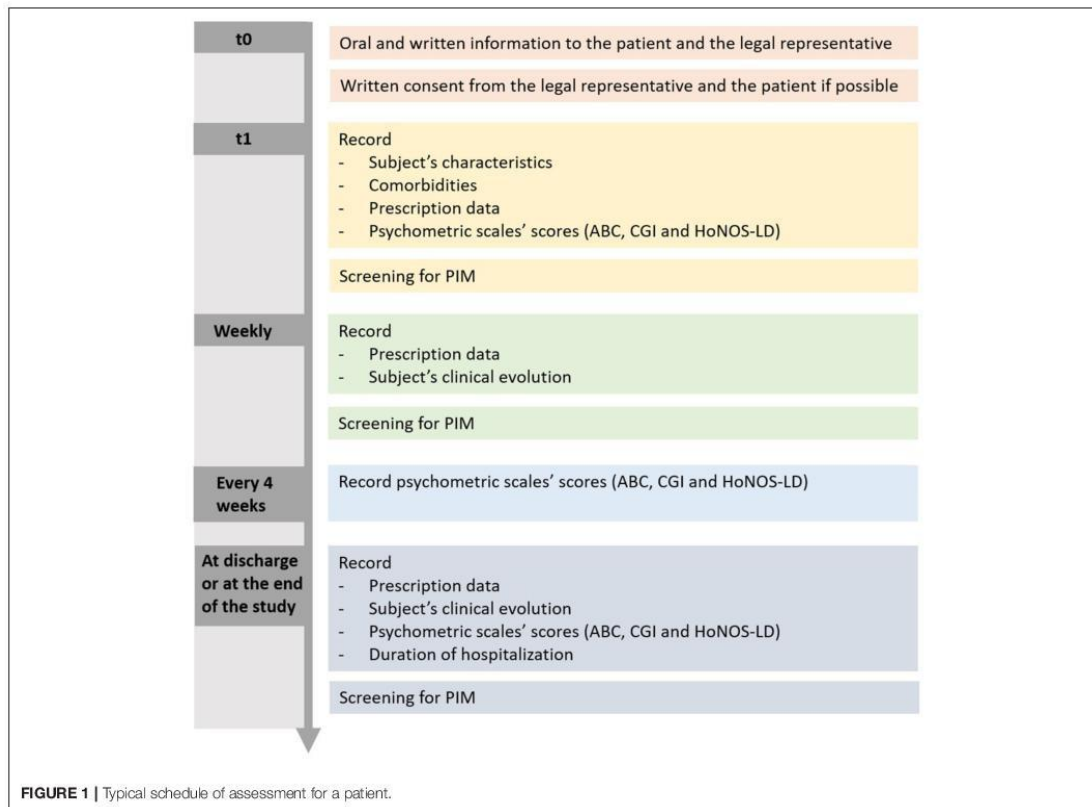 t0
Oral and written information to the patient and the legal representative
Written consent from the legal representative and the patient if possible
t1
Record
- Subject’s characteristics
- Comorbidities
- Prescription data
- Psychometric scales’ scores (ABC, CGI and HoNOS-LD)
Screening for PIM
Weekly
Record
- Prescription data
- Subject’s clinical evolution
Screening for PIM
Every 4
weeks
Record psychometric scales’ scores (ABC, CGI and HoNOS-LD)
At discharge
or at the end
of the study
Record
- Prescription data
- Subject’s clinical evolution
- Psychometric scales’ scores (ABC, CGI and HoNOS-LD)
- Duration of hospitalization
Screening for PIM
FIGURE 1 | Typical schedule of assessment for a patient.